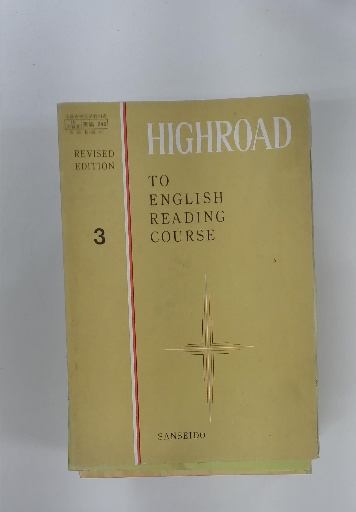 REVISED
EDITION
3
HIGHROAD
TO
ENGLISH
READING
COURSE
SANSEIDO